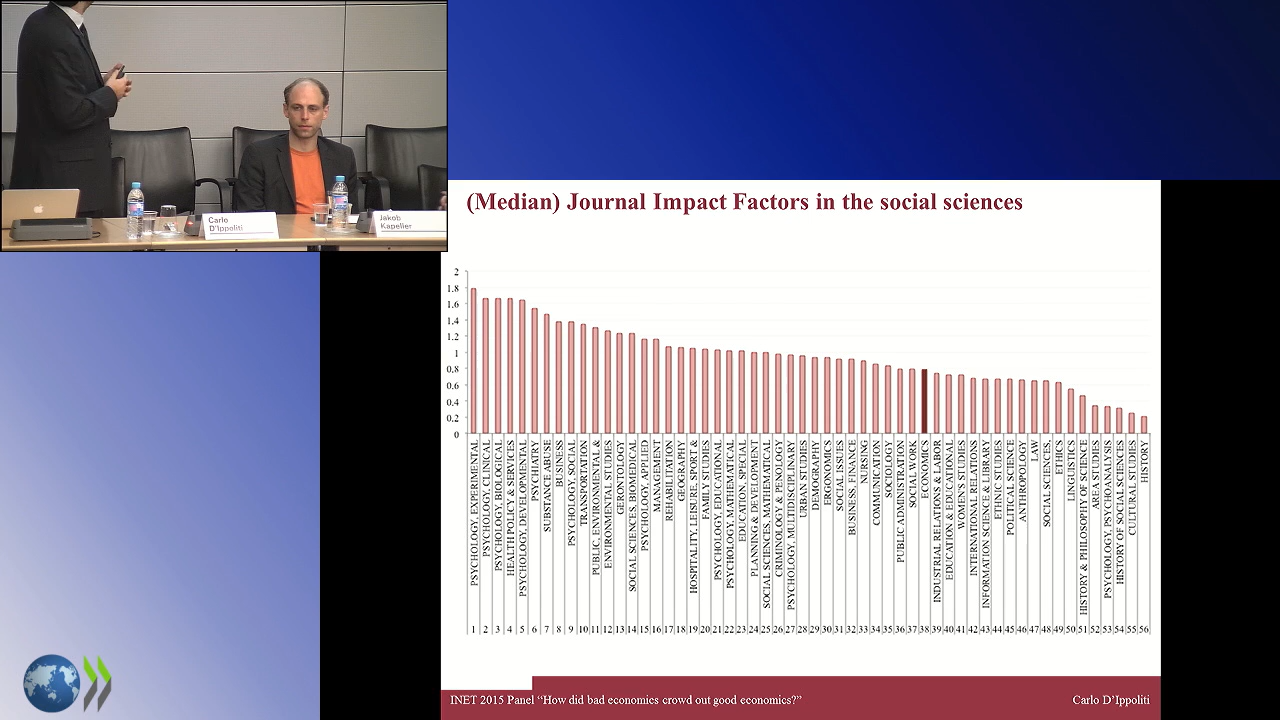 Carlo
D'Ippoliti
Jakob
Kapeller
(Median) Journal Impact Factors in the social sciences
2
1.8
1.6
1.4
1.2
1
0.8
0.6
0.4
0.2
0
PSYCHOLOGY, EXPERIMENTAL
PSYCHOLOGY, CLINICAL
PSYCHOLOGY, BIOLOGICAL
HEALTH POLICY & SERVICES
PSYCHOLOGY, DEVELOPMENTAL
PSYCHIATRY
SUBSTANCE ABUSE
BUSINESS
PSYCHOLOGY, SOCIAL
TRANSPORTATION
PUBLIC, ENVIRONMENTAL &
ENVIRONMENTAL STUDIES
GERONTOLOGY
SOCIAL SCIENCES, BIOMEDICAL
PSYCHOLOGY, APPLIED
MANAGEMENT
REHABILITATION
GEOGRAPHY
HOSPITALITY, LEISURE, SPORT &
FAMILY STUDIES
PSYCHOLOGY, EDUCATIONAL
PSYCHOLOGY, MATHEMATICAL
EDUCATION, SPECIAL
PLANNING & DEVELOPMENT
SOCIAL SCIENCES, MATHEMATICAL
CRIMINOLOGY & PENOLOGY
PSYCHOLOGY, MULTIDISCIPLINARY
URBAN STUDIES
DEMOGRAPHY
ERGONOMICS
SOCIAL ISSUES
BUSINESS, FINANCE
NURSING
COMMUNICATION
SOCIOLOGY
PUBLIC ADMINISTRATION
SOCIAL WORK
ECONOMICS
INDUSTRIAL RELATIONS & LABOR
EDUCATION & EDUCATIONAL
WOMEN'S STUDIES
INTERNATIONAL RELATIONS
INFORMATION SCIENCE & LIBRARY
ETHNIC STUDIES
POLITICAL SCIENCE
ANTHROPOLOGY
LAW
SOCIAL SCIENCES,
ETHICS
LINGUISTICS
HISTORY & PHILOSOPHY OF SCIENCE
AREA STUDIES
PSYCHOLOGY, PSYCHOANALYSIS
HISTORY OF SOCIAL SCIENCES
CULTURAL STUDIES
HISTORY
1 2 3 4 5 6 7 8 9 10 11 12 13 14 15 16 17 18 19 20 21 22 23 24 25 26 27 28 29 30 31 32 33 34 35 36 37 38 39 40 41 42 43 44 45 46 47 48 49 50 51 52 53 54 55 56
INET 2015 Panel “How did bad economics crowd out good economics?”
Carlo D’Ippoliti